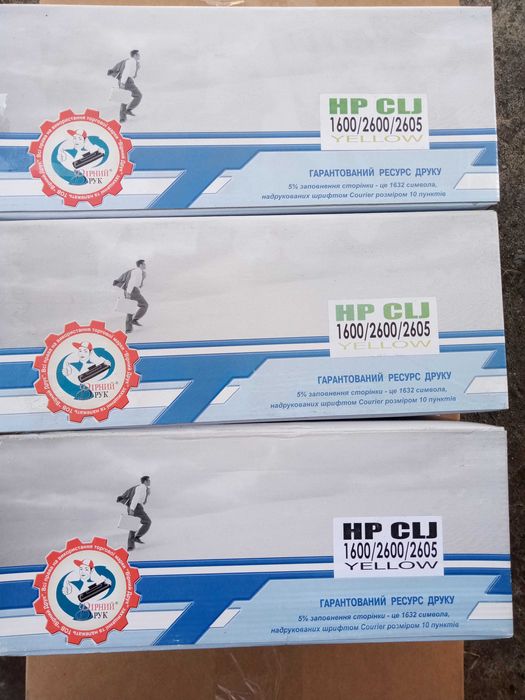 HP CLJ
1600/2600/2605
YELLOW
ГАРАНТОВАНИЙ РЕСУРС ДРУКУ
5% заповнення сторінки - це 1632 символа,
надрукованих шрифтом Courier розміром 10 пунктів
ВІРНИЙ®
ДРУК
HP CLJ
1600/2600/2605
YELLOW
ГАРАНТОВАНИЙ РЕСУРС ДРУКУ
5% заповнення сторінки - це 1632 символа,
надрукованих шрифтом Courier розміром 10 пунктів
ВІРНИЙ®
ДРУК
HP CLJ
1600/2600/2605
YELLOW
ГАРАНТОВАНИЙ РЕСУРС ДРУКУ
5% заповнення сторінки - це 1632 символа,
надрукованих шрифтом Courier розміром 10 пунктів
ВІРНИЙ®
ДРУК